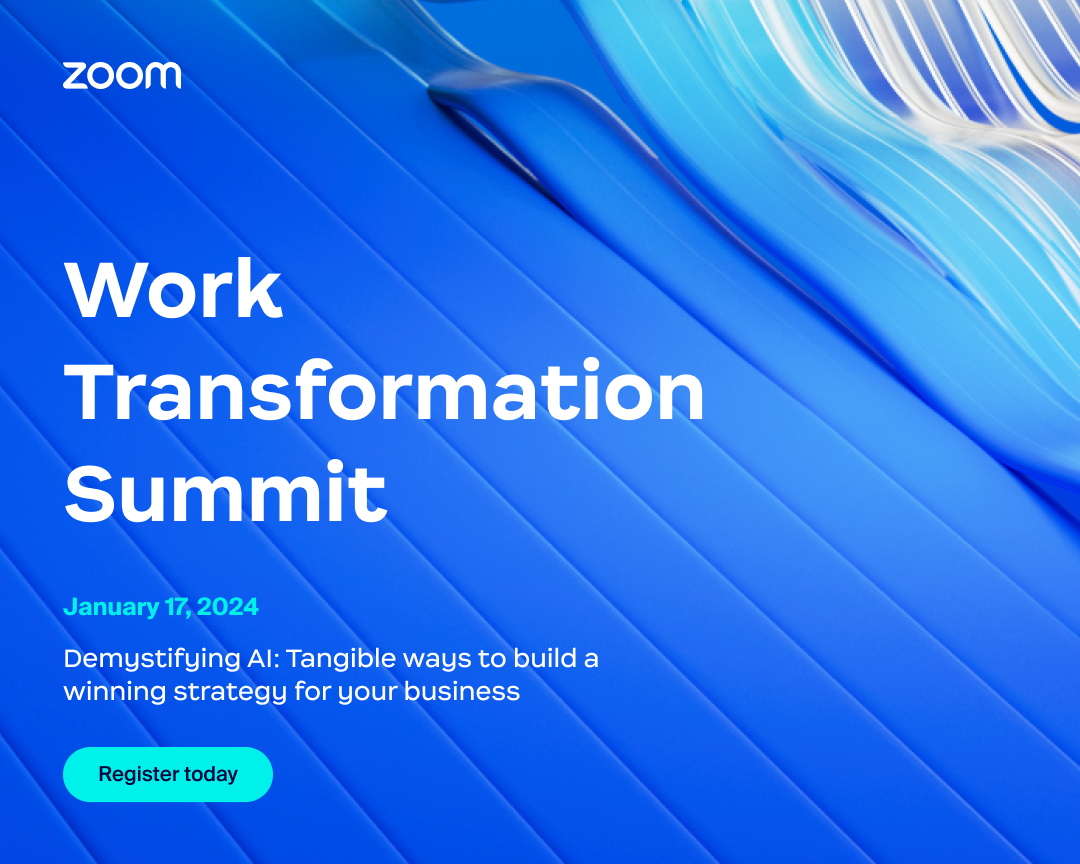 zoom
Work
Transformation
Summit
January 17, 2024
Demystifying AI: Tangible ways to build a
winning strategy for your business
Register today